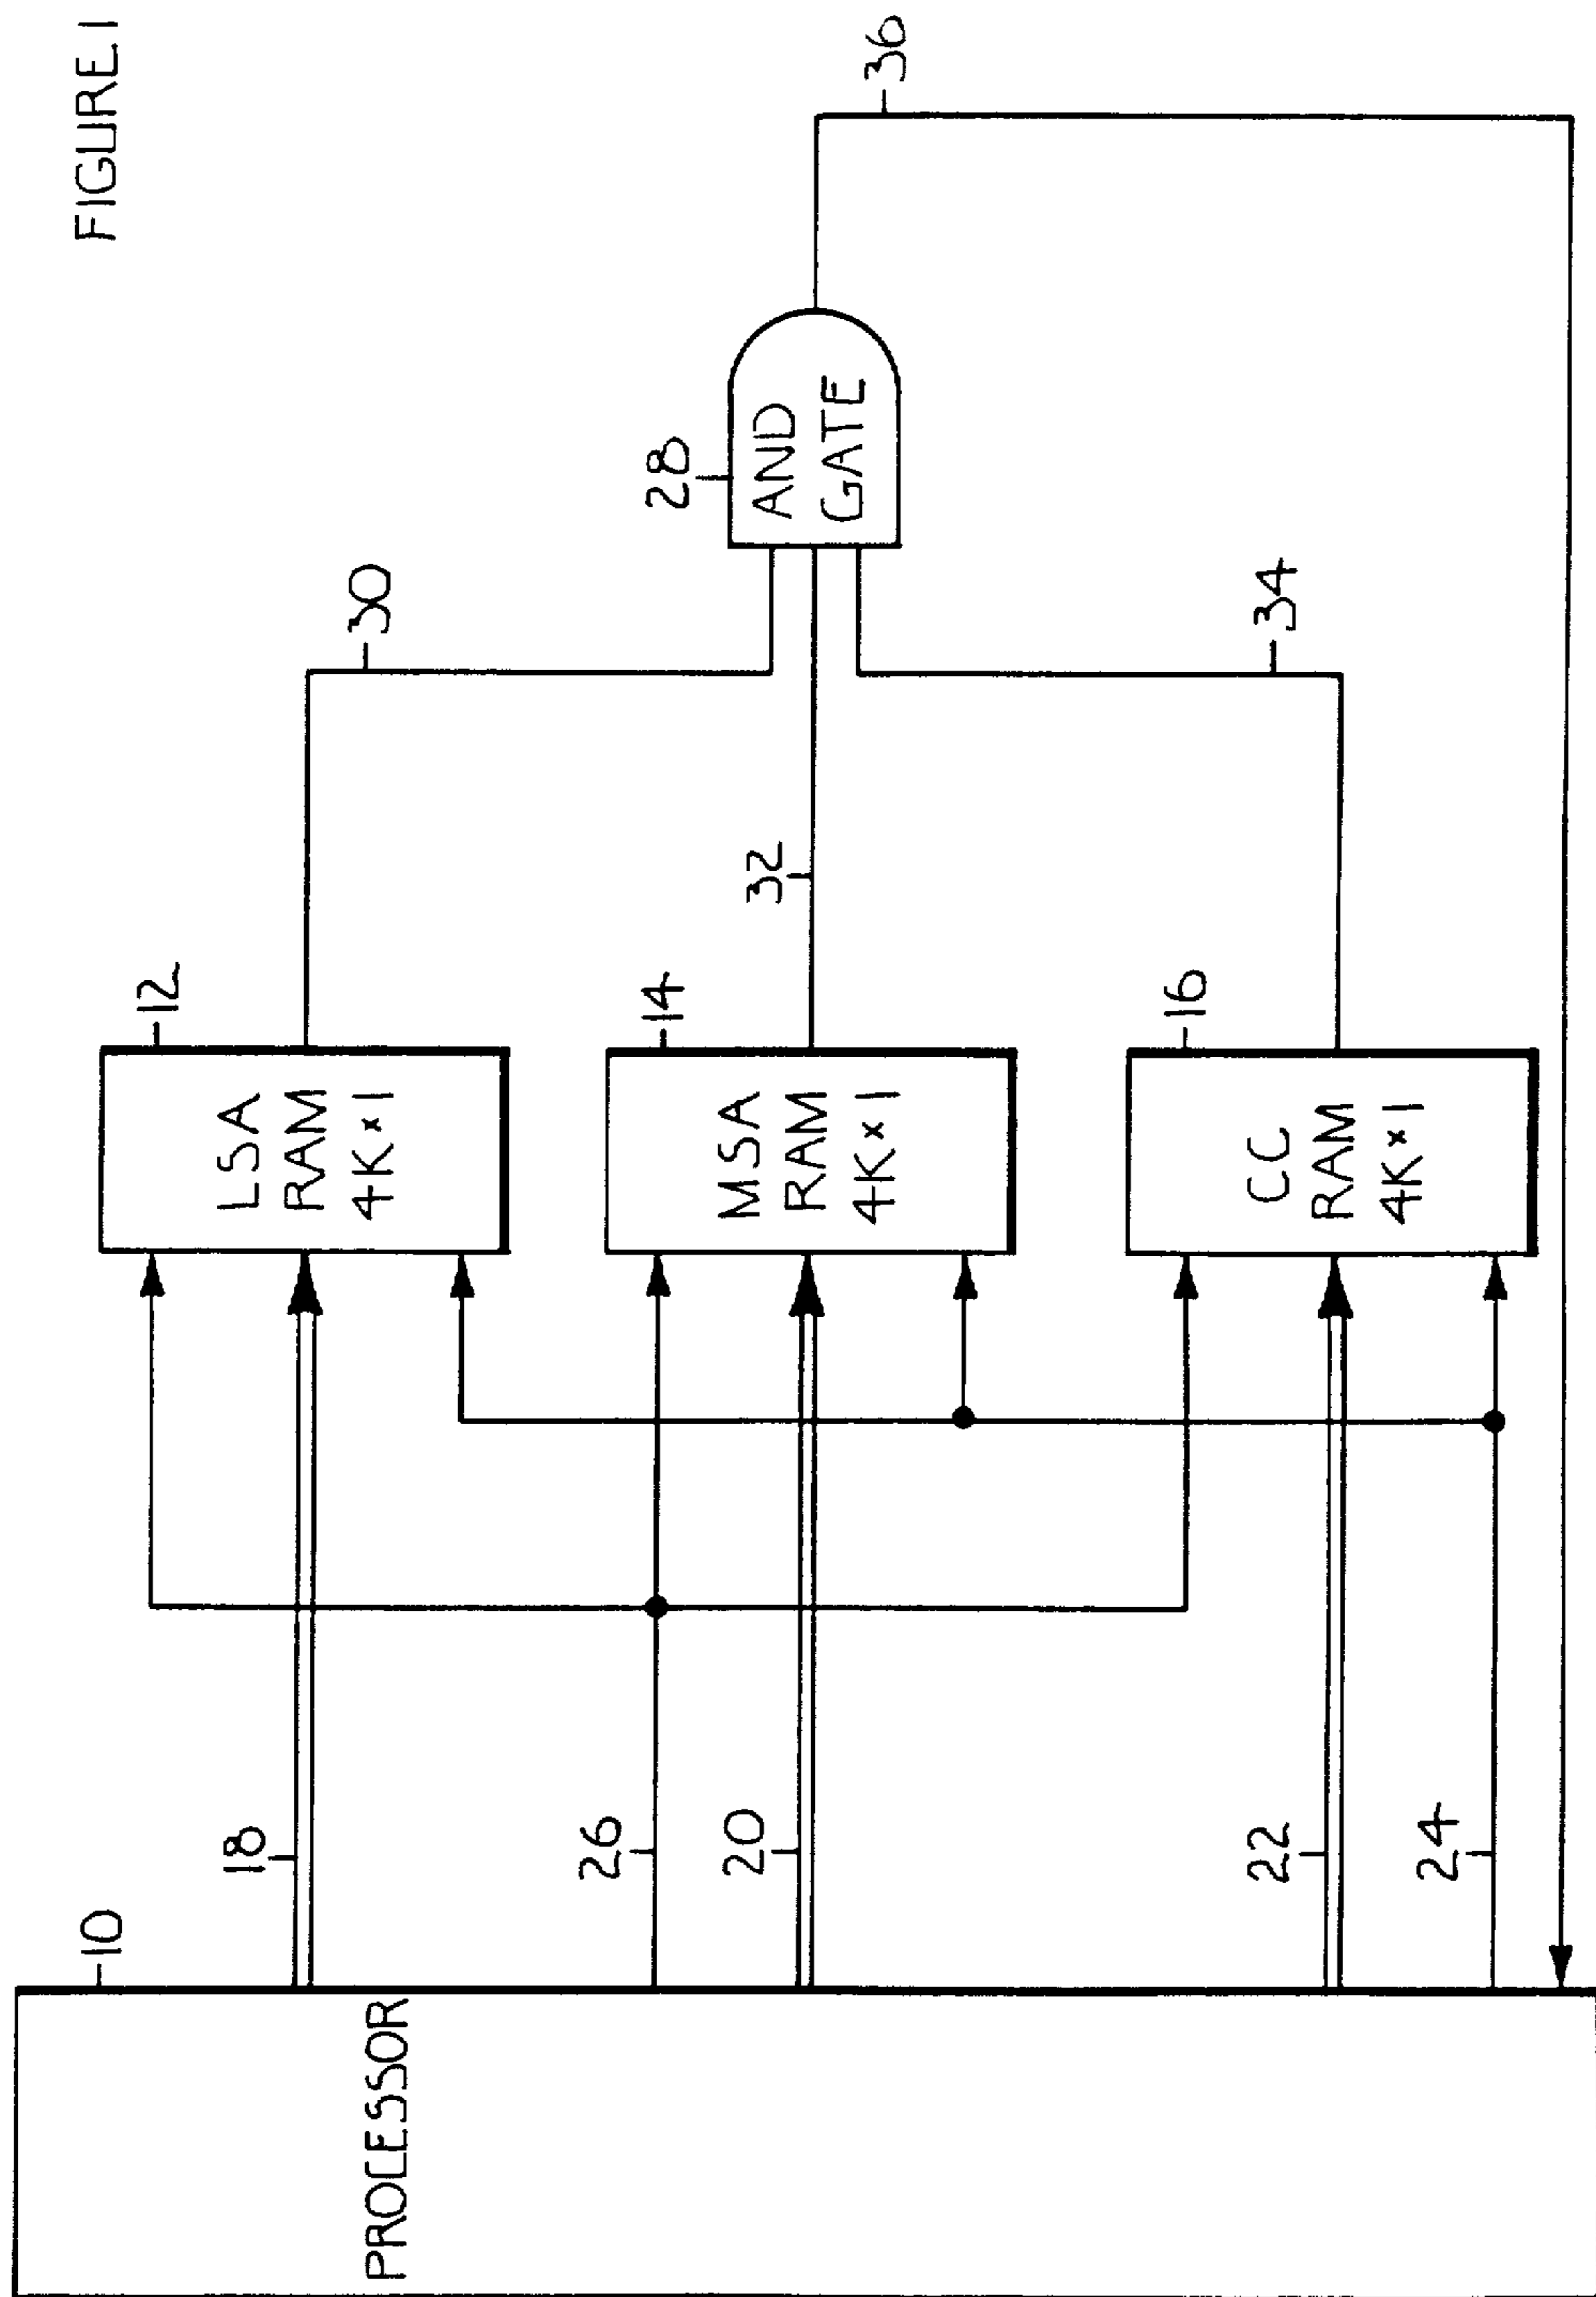 FIGURE.1
PROCESSOR
10
18
26
20
22
24
LSA
RAM
4K×1
12
MSA
RAM
4K×1
14
CC
RAM
4K×1
16
30
32
34
AND
GATE
28
36